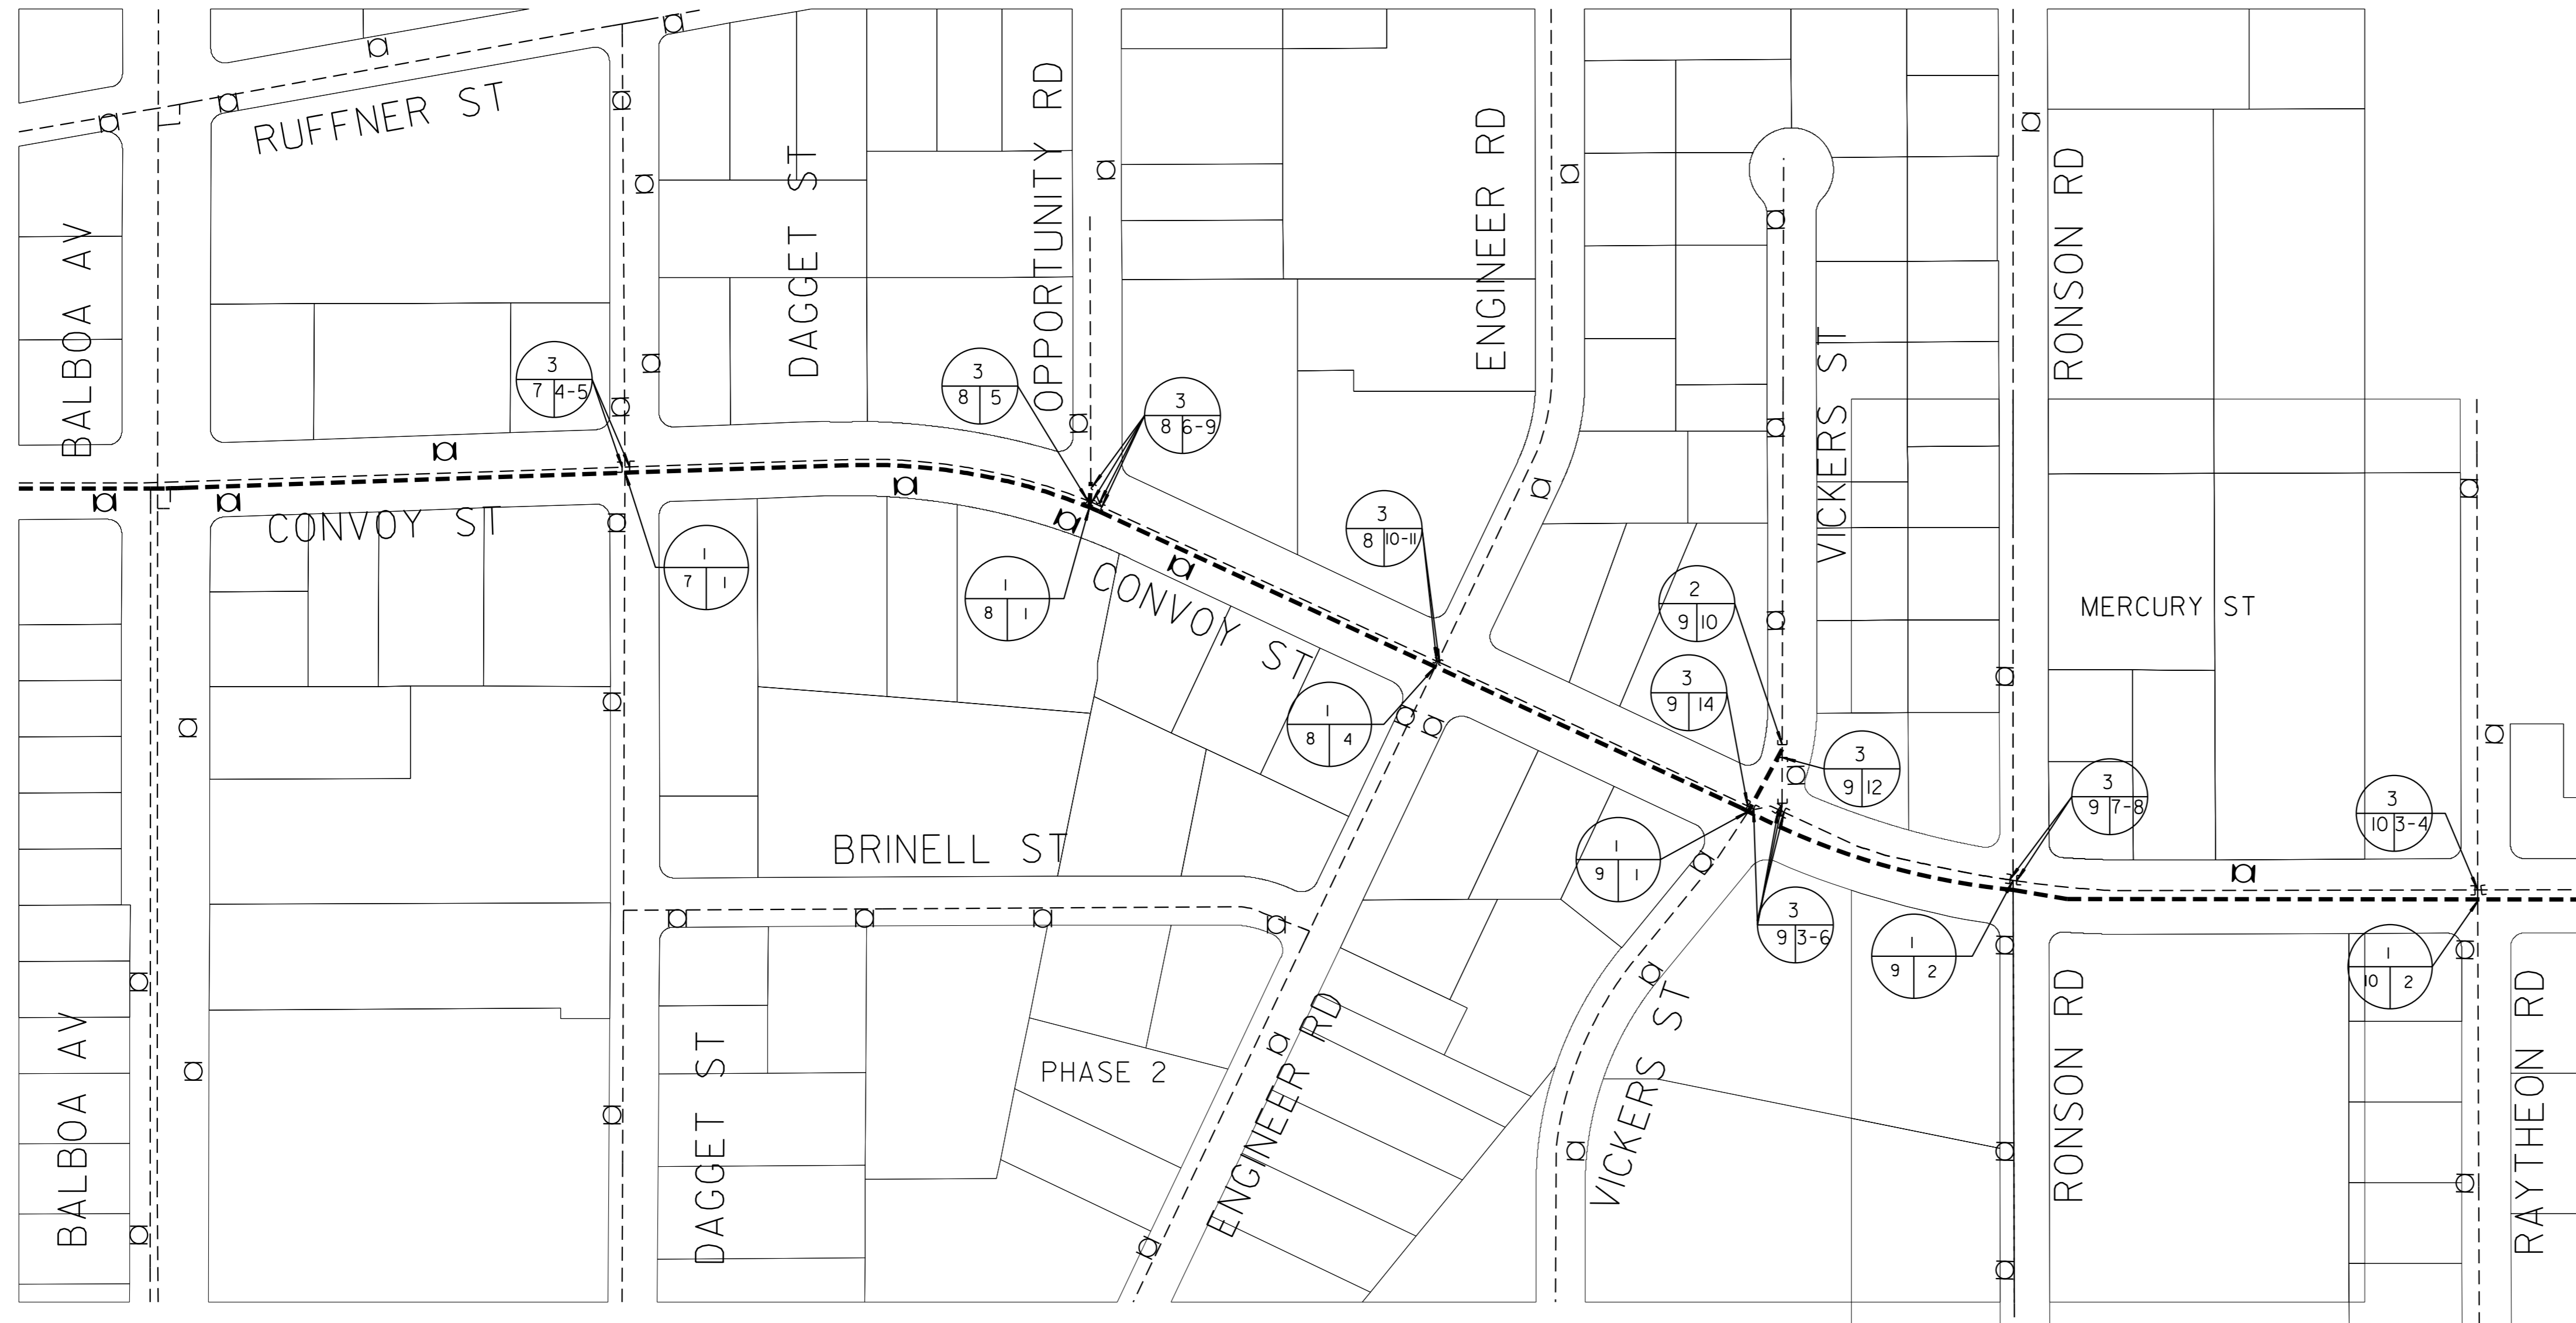 RUFFNER ST
BALBOA AV
DAGGET ST
OPPORTUNITY RD
ENGINEER RD
VICKERS ST
RONSON RD
3
7 4-5
3
8 5
3
8 6-9
CONVOY ST
1
7 1
1
8 1
CONVOY ST
3
8 10-11
1
8 4
2
9 10
3
9 14
MERCURY ST
3
9 12
3
9 7-8
3
10 3-4
BRINELL ST
1
9 1
3
9 3-6
1
9 2
1
10 2
BALBOA AV
DAGGET ST
PHASE 2
ENGINEER RD
VICKERS ST
RONSON RD
RAYTHEON RD